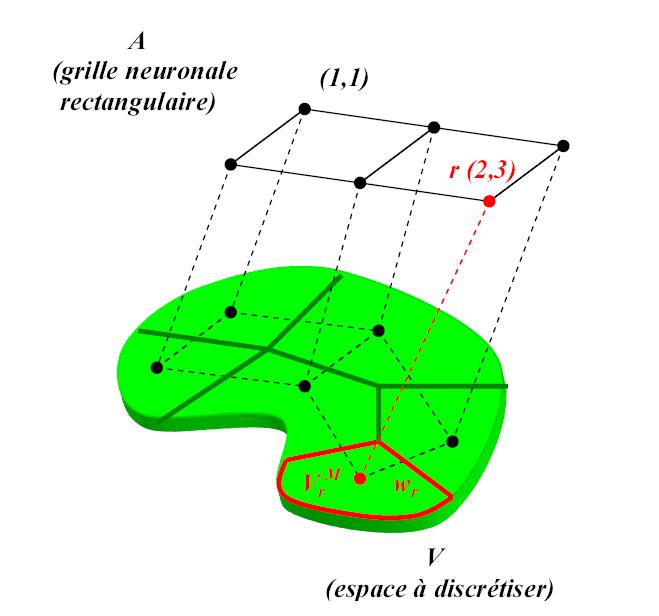 A
(grille neuronale
rectangulaire)
(1,1)
r (2,3)
V_r^M
w_r
V
(espace à discrétiser)